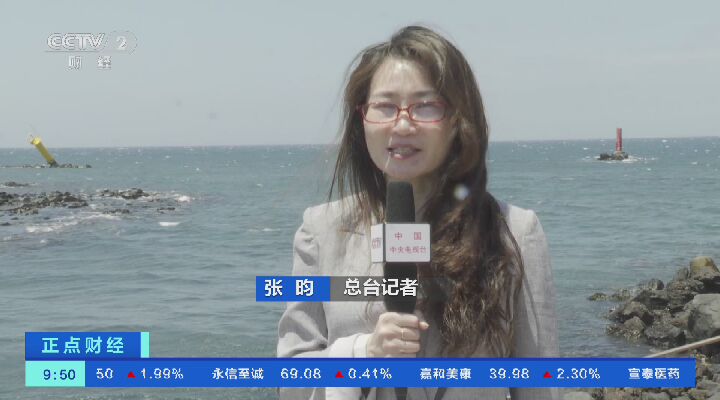 CCTV 2
财 经
中 国
中央电视台
张 昀 总台记者
正点财经
9:50 50 ▲1.99% 永信至诚 69.08 ▲0.41% 嘉和美康 39.98 ▲2.30% 宣泰医药